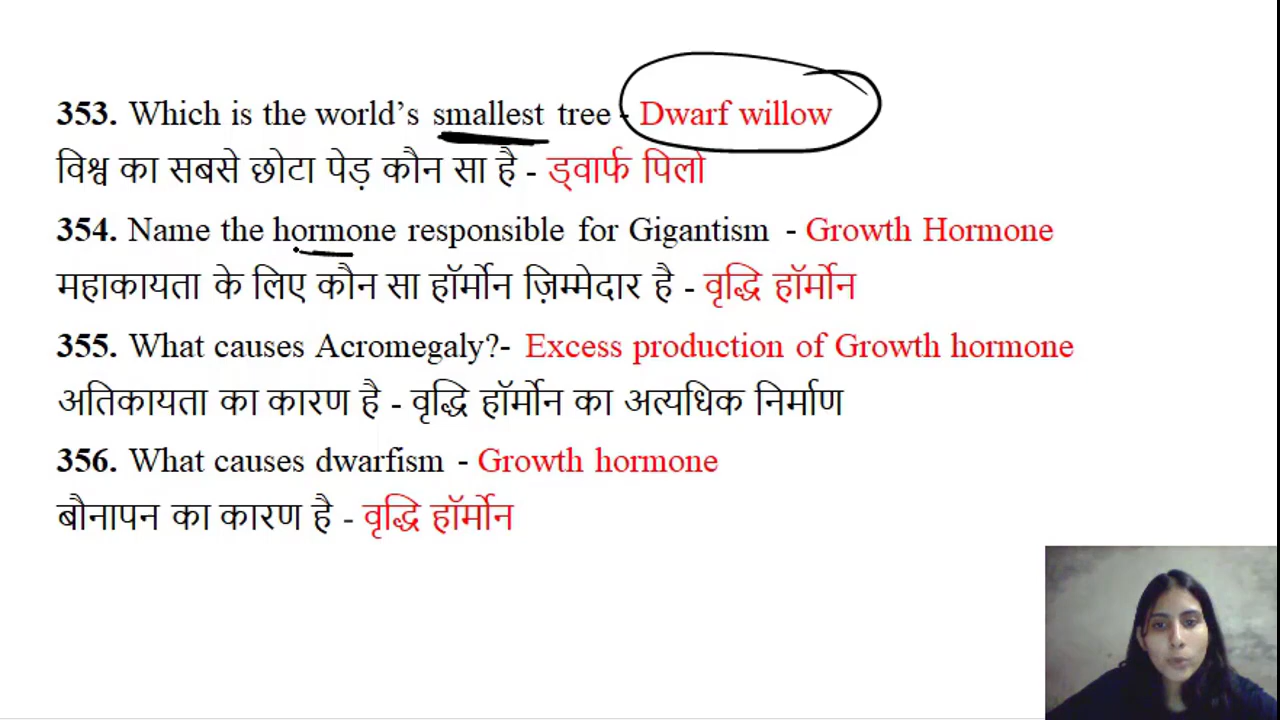 353. Which is the world's smallest tree - Dwarf willow
विश्व का सबसे छोटा पेड़ कौन सा है - ड्वार्फ पिलो
354. Name the hormone responsible for Gigantism - Growth Hormone
महाकायता के लिए कौन सा हॉर्मोन ज़िम्मेदार है - वृद्धि हॉर्मोन
355. What causes Acromegaly?- Excess production of Growth hormone
अतिकायता का कारण है - वृद्धि हॉर्मोन का अत्यधिक निर्माण
356. What causes dwarfism - Growth hormone
बौनापन का कारण है - वृद्धि हॉर्मोन